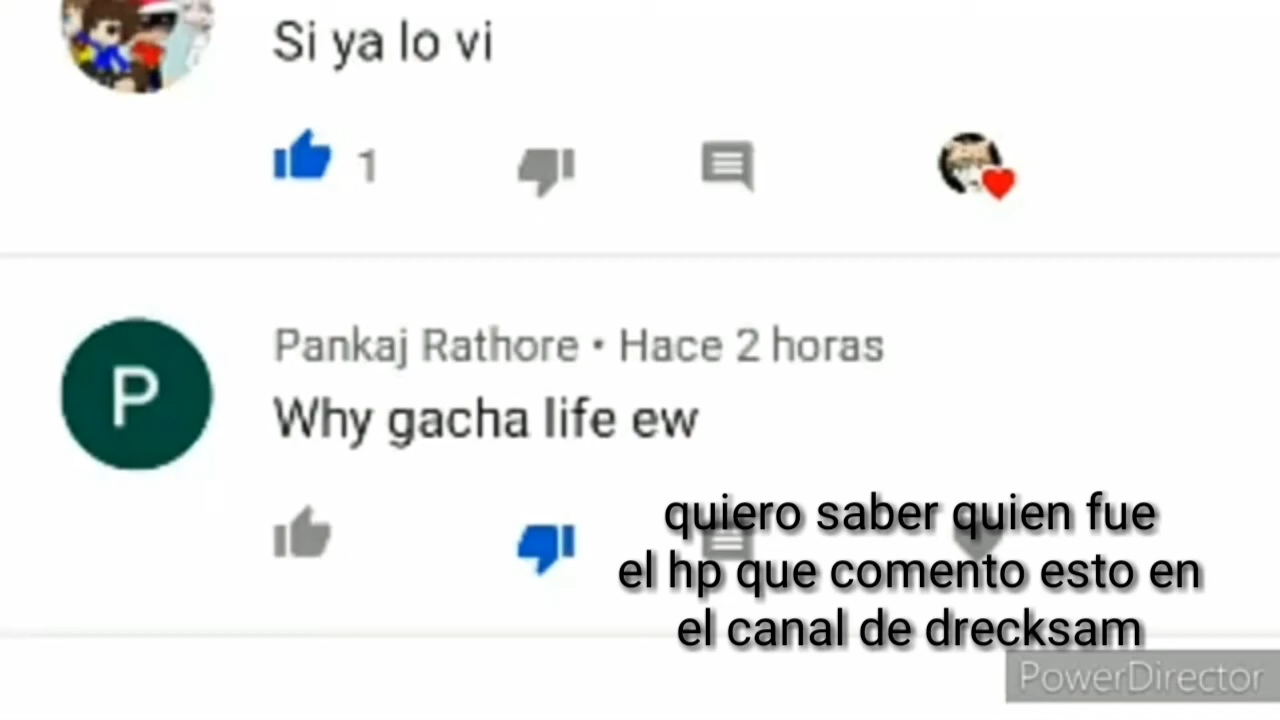 Si ya lo vi
1
P
Pankaj Rathore • Hace 2 horas
Why gacha life ew
quiero saber quien fue
el hp que comento esto en
el canal de drecksam
PowerDirector